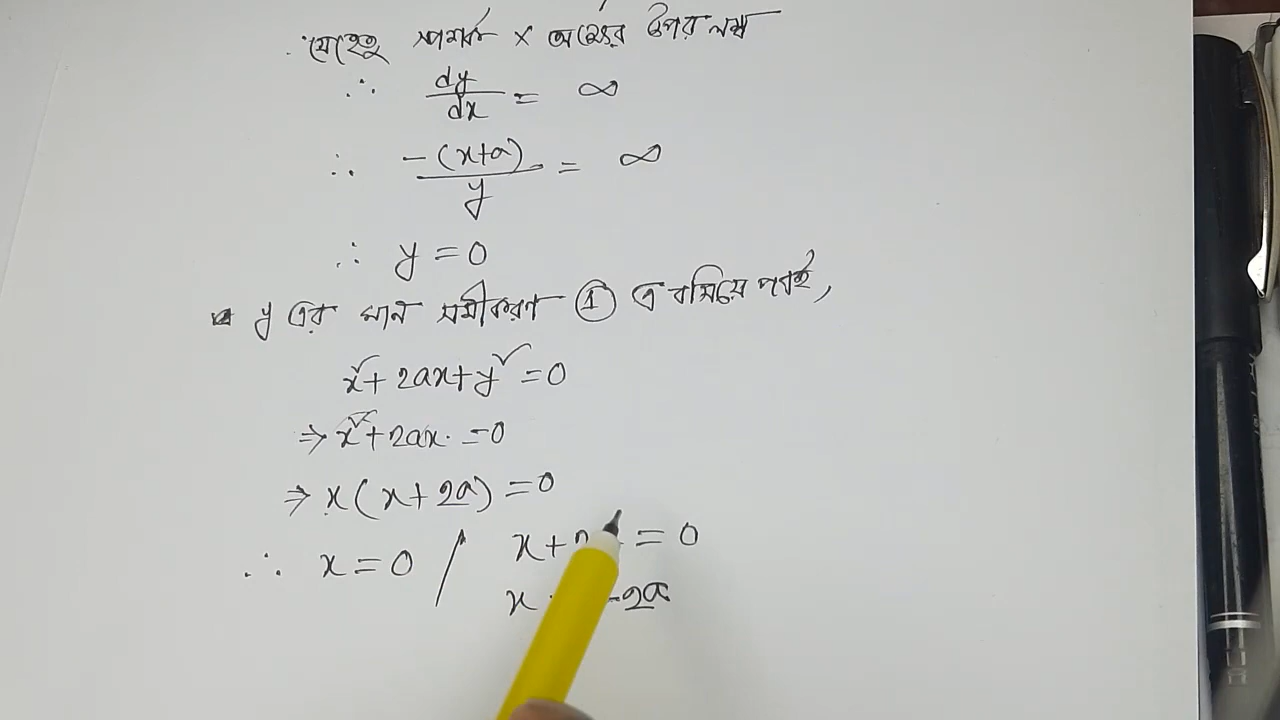 যেহেতু স্পর্শক x অক্ষের উপর লম্ব
∴ dy/dx = ∞
∴ -(x+a)/y = ∞
∴ y = 0
y এর মান সমীকরণ ① এ বসিয়ে পাই,
x² + 2ax + y² = 0
⇒ x² + 2ax = 0
⇒ x(x+2a) = 0
∴ x = 0 / x+2 = 0
x -2a